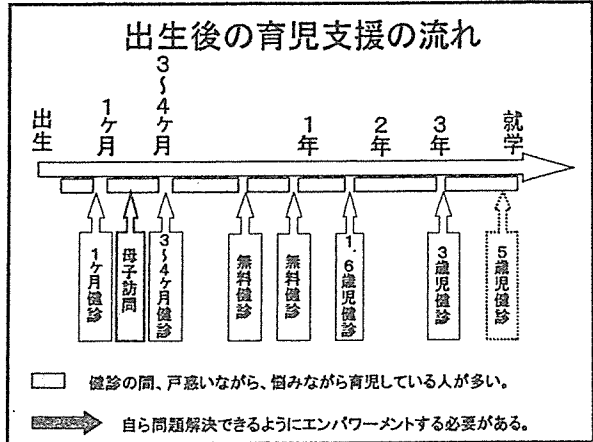 出生後の育児支援の流れ
出生
1ヶ月
3～4ヶ月
1年
2年
3年
就学
1ヶ月健診
母子訪問
3～4ヶ月健診
無料健診
無料健診
1.6歳児健診
3歳児健診
5歳児健診
健診の間、戸惑いながら、悩みながら育児している人が多い。
自ら問題解決できるようにエンパワーメントする必要がある。